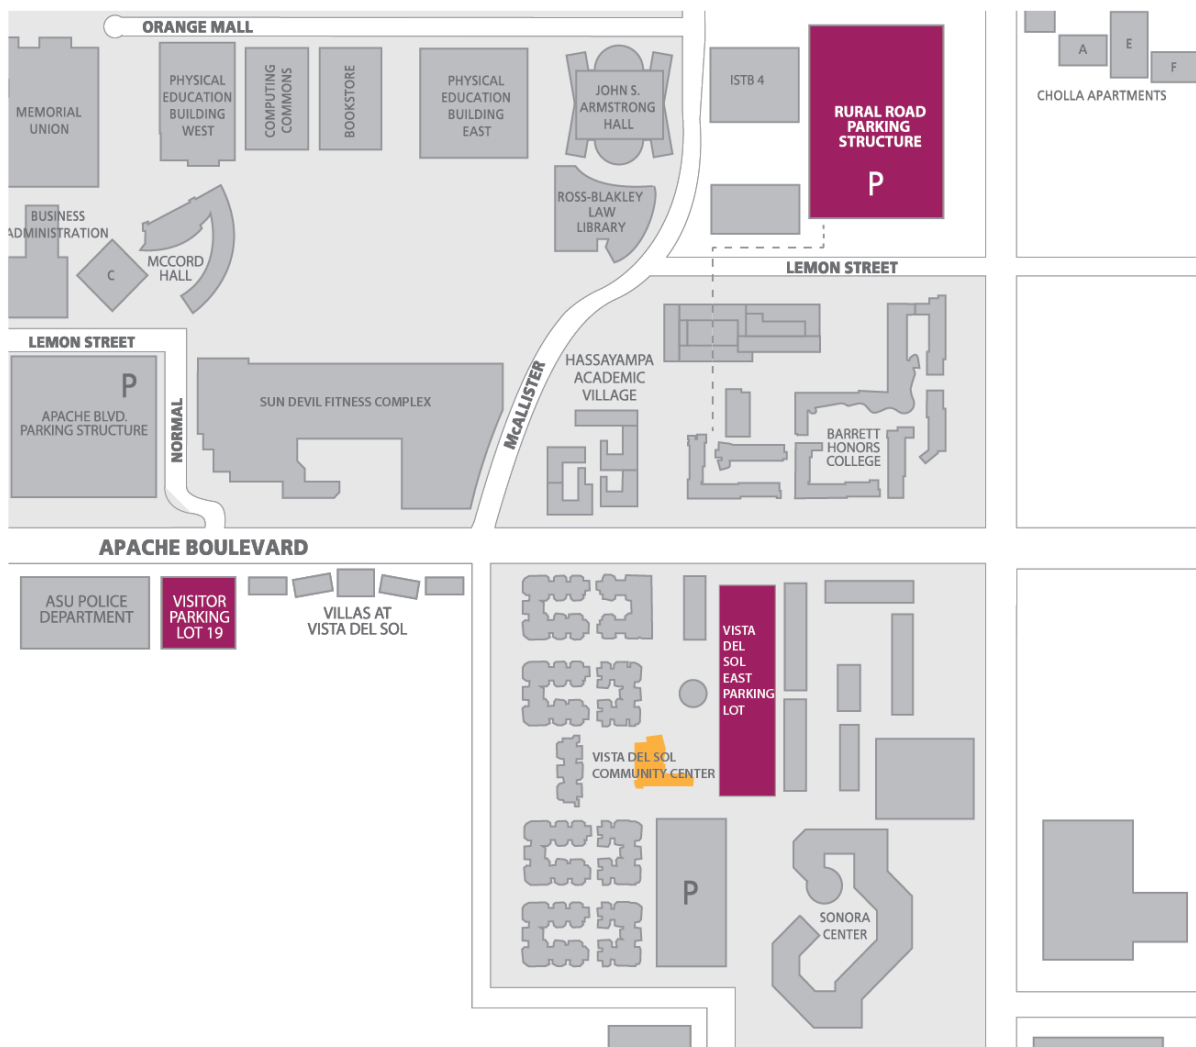 ORANGE MALL
MEMORIAL
UNION
PHYSICAL
EDUCATION
BUILDING
WEST
COMPUTING
COMMONS
BOOKSTORE
PHYSICAL
EDUCATION
BUILDING
EAST
JOHN S.
ARMSTRONG
HALL
ISTB 4
RURAL ROAD
PARKING
STRUCTURE
P
A
E
F
CHOLLA APARTMENTS
BUSINESS
ADMINISTRATION
C
MCCORD
HALL
ROSS-BLAKLEY
LAW
LIBRARY
LEMON STREET
LEMON STREET
P
APACHE BLVD.
PARKING STRUCTURE
NORMAL
SUN DEVIL FITNESS COMPLEX
McALLISTER
HASSAYAMPA
ACADEMIC
VILLAGE
BARRETT
HONORS
COLLEGE
APACHE BOULEVARD
ASU POLICE
DEPARTMENT
VISITOR
PARKING
LOT 19
VILLAS AT
VISTA DEL SOL
VISTA
DEL
SOL
EAST
PARKING
LOT
VISTA DEL SOL
COMMUNITY CENTER
P
SONORA
CENTER